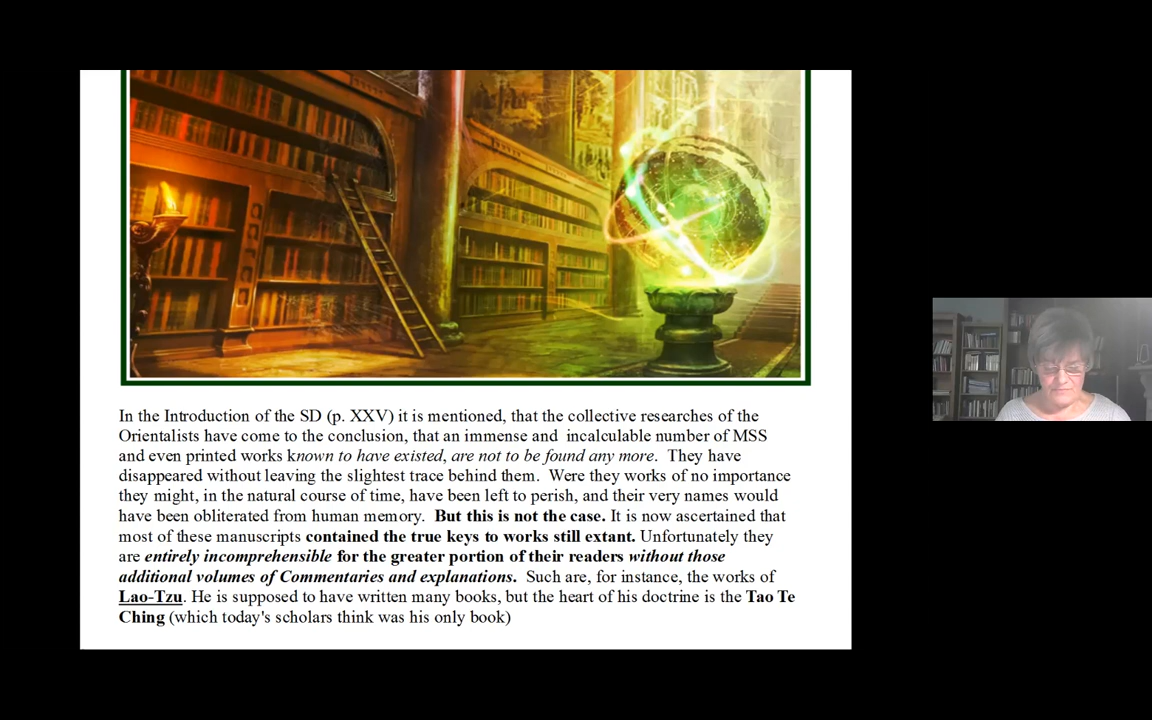 In the Introduction of the SD (p. XXV) it is mentioned, that the collective researches of the
Orientalists have come to the conclusion, that an immense and incalculable number of MSS
and even printed works known to have existed, are not to be found any more. They have
disappeared without leaving the slightest trace behind them. Were they works of no importance
they might, in the natural course of time, have been left to perish, and their very names would
have been obliterated from human memory. But this is not the case. It is now ascertained that
most of these manuscripts contained the true keys to works still extant. Unfortunately they
are entirely incomprehensible for the greater portion of their readers without those
additional volumes of Commentaries and explanations. Such are, for instance, the works of
Lao-Tzu. He is supposed to have written many books, but the heart of his doctrine is the Tao Te
Ching (which today's scholars think was his only book)